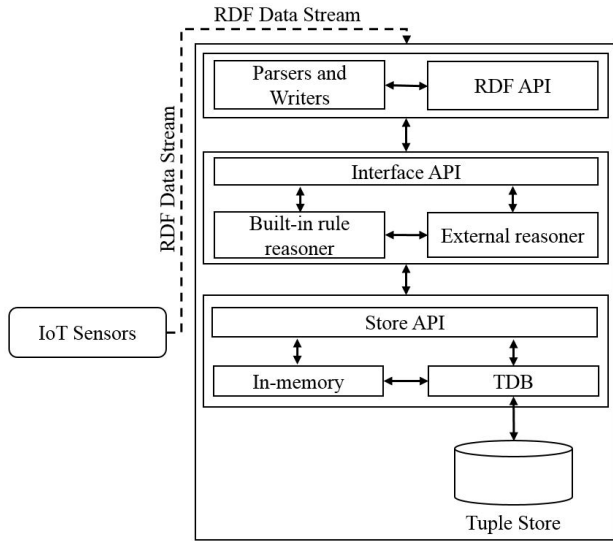 RDF Data Stream
RDF Data Stream
Parsers and
Writers
RDF API
Interface API
Built-in rule
reasoner
External reasoner
IoT Sensors
Store API
In-memory
TDB
Tuple Store